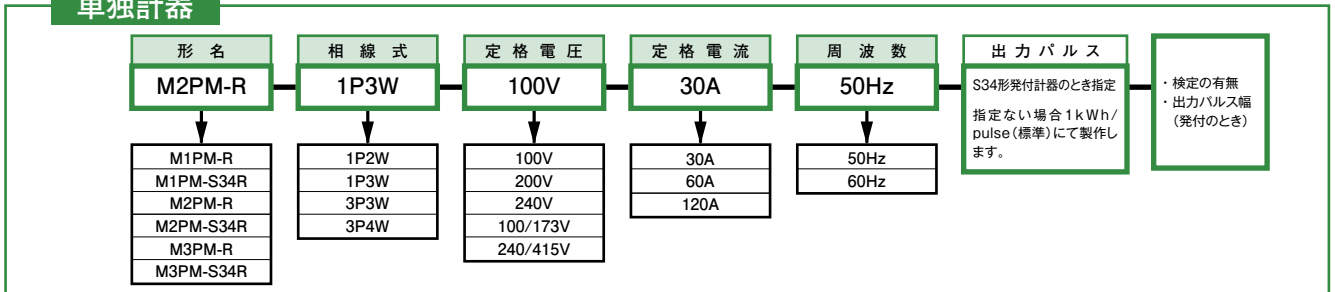 単独計器
形名 相線式 定格電圧 定格電流 周波数 出力パルス
M2PM-R 1P3W 100V 30A 50Hz
S34形発付計器のとき指定
指定ない場合1kWh/
pulse(標準)にて製作し
ます。
・検定の有無
・出力パルス幅
(発付のとき)
M1PM-R
M1PM-S34R
M2PM-R
M2PM-S34R
M3PM-R
M3PM-S34R
1P2W
1P3W
3P3W
3P4W
100V
200V
240V
100/173V
240/415V
30A
60A
120A
50Hz
60Hz